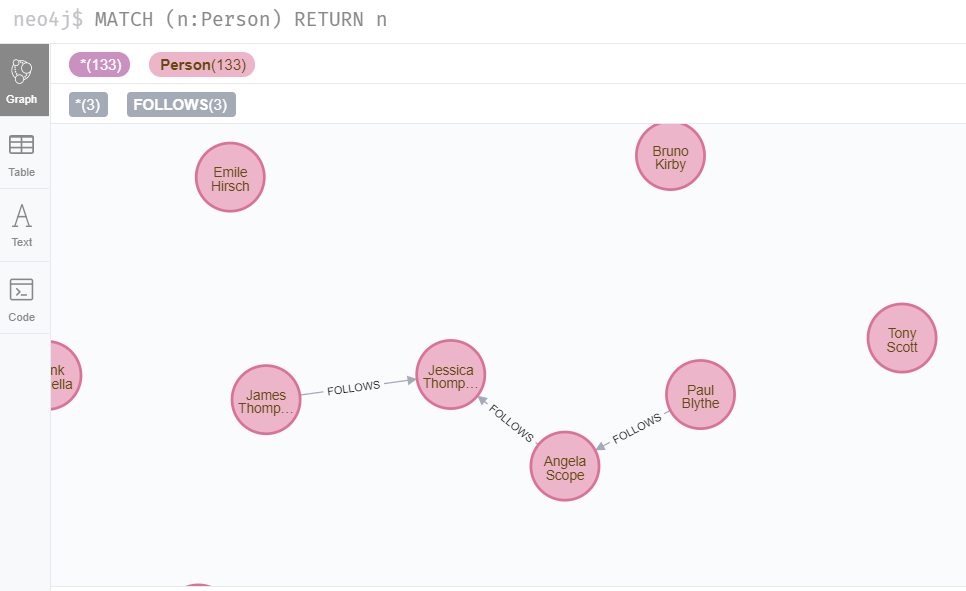 neo4j$ MATCH (n:Person) RETURN n
*(133) Person(133)
Graph
*(3) FOLLOWS(3)
Table
Text
Code
Emile
Hirsch
Bruno
Kirby
Tony
Scott
nk
ella
James
Thomp…
FOLLOWS
Jessica
Thomp…
FOLLOWS
Angela
Scope
FOLLOWS
Paul
Blythe